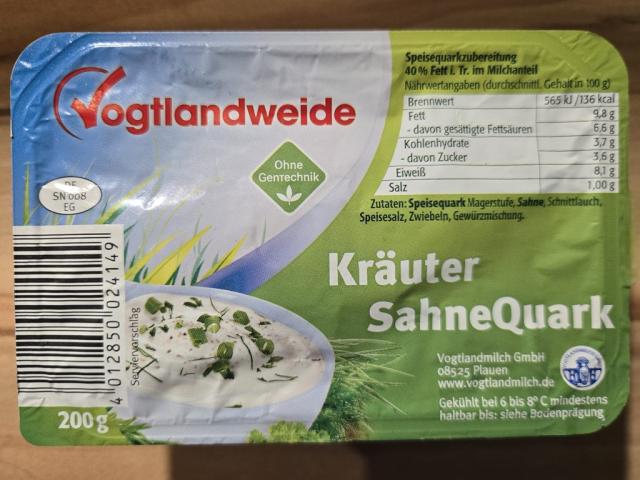 Vogtlandweide
Ohne
Gentechnik
DE
SN 008
EG
Speisequarkzubereitung
40 % Fett i. Tr. im Milchanteil
Nährwertangaben (durchschnittl. Gehalt in 100 g)
Brennwert 565 kJ /136 kcal
Fett 9,8 g
- davon gesättigte Fettsäuren 6,6 g
Kohlenhydrate 3,7 g
- davon Zucker 3,6 g
Eiweiß 8,1 g
Salz 1,00 g
Zutaten: Speisequark Magerstufe, Sahne, Schnittlauch,
Speisesalz, Zwiebeln, Gewürzmischung.
Kräuter
SahneQuark
4 012850 024149
Serviervorschlag
200 g
Vogtlandmilch GmbH
08525 Plauen
www.vogtlandmilch.de
Gekühlt bei 6 bis 8° C mindestens
haltbar bis: siehe Bodenprägung